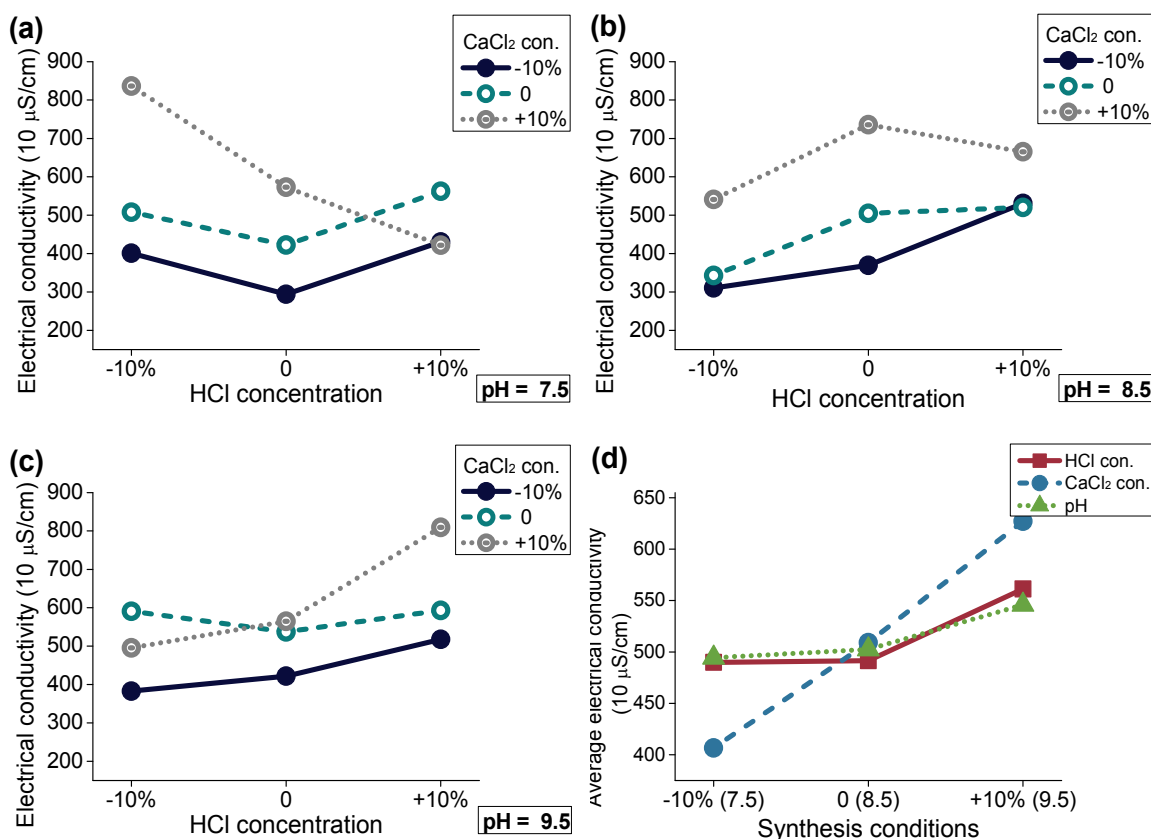 (a)
CaCl₂ con.
-10%
0
+10%
Electrical conductivity (10 μS/cm)
900
800
700
600
500
400
300
200
-10%
0
+10%
HCl concentration
pH = 7.5
(b)
CaCl₂ con.
-10%
0
+10%
Electrical conductivity (10 μS/cm)
900
800
700
600
500
400
300
200
-10%
0
+10%
HCl concentration
pH = 8.5
(c)
CaCl₂ con.
-10%
0
+10%
Electrical conductivity (10 μS/cm)
900
800
700
600
500
400
300
200
-10%
0
+10%
HCl concentration
pH = 9.5
(d)
HCl con.
CaCl₂ con.
pH
Average electrical conductivity
(10 μS/cm)
650
600
550
500
450
400
-10% (7.5)
0 (8.5)
+10% (9.5)
Synthesis conditions